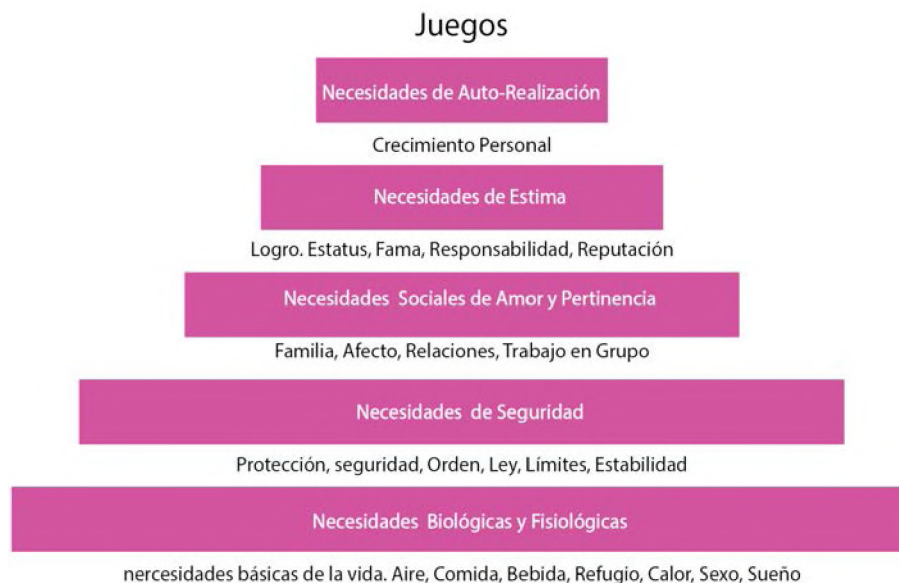 Juegos
Necesidades de Auto-Realización
Crecimiento Personal
Necesidades de Estima
Logro. Estatus, Fama, Responsabilidad, Reputación
Necesidades Sociales de Amor y Pertinencia
Familia, Afecto, Relaciones, Trabajo en Grupo
Necesidades de Seguridad
Protección, seguridad, Orden, Ley, Límites, Estabilidad
Necesidades Biológicas y Fisiológicas
nercesidades básicas de la vida. Aire, Comida, Bebida, Refugio, Calor, Sexo, Sueño